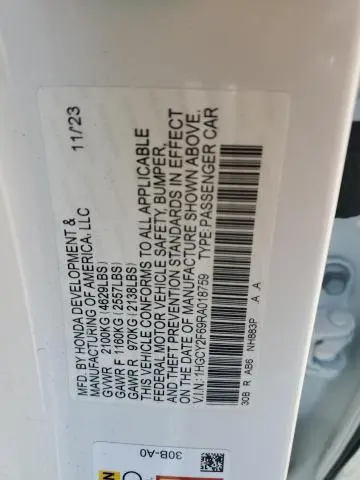 MFD. BY HONDA DEVELOPMENT &
MANUFACTURING OF AMERICA, LLC 11/23
GVWR 2100KG (4629LBS)
GAWR F 1160KG (2557LBS)
GAWR R 970KG (2138LBS)
THIS VEHICLE CONFORMS TO ALL APPLICABLE
FEDERAL MOTOR VEHICLE SAFETY, BUMPER,
AND THEFT PREVENTION STANDARDS IN EFFECT
ON THE DATE OF MANUFACTURE SHOWN ABOVE.
V.I.N: 1HGCY2F69RA018759 TYPE: PASSENGER CAR
30B R AB6 NH883P A A
30B-A0